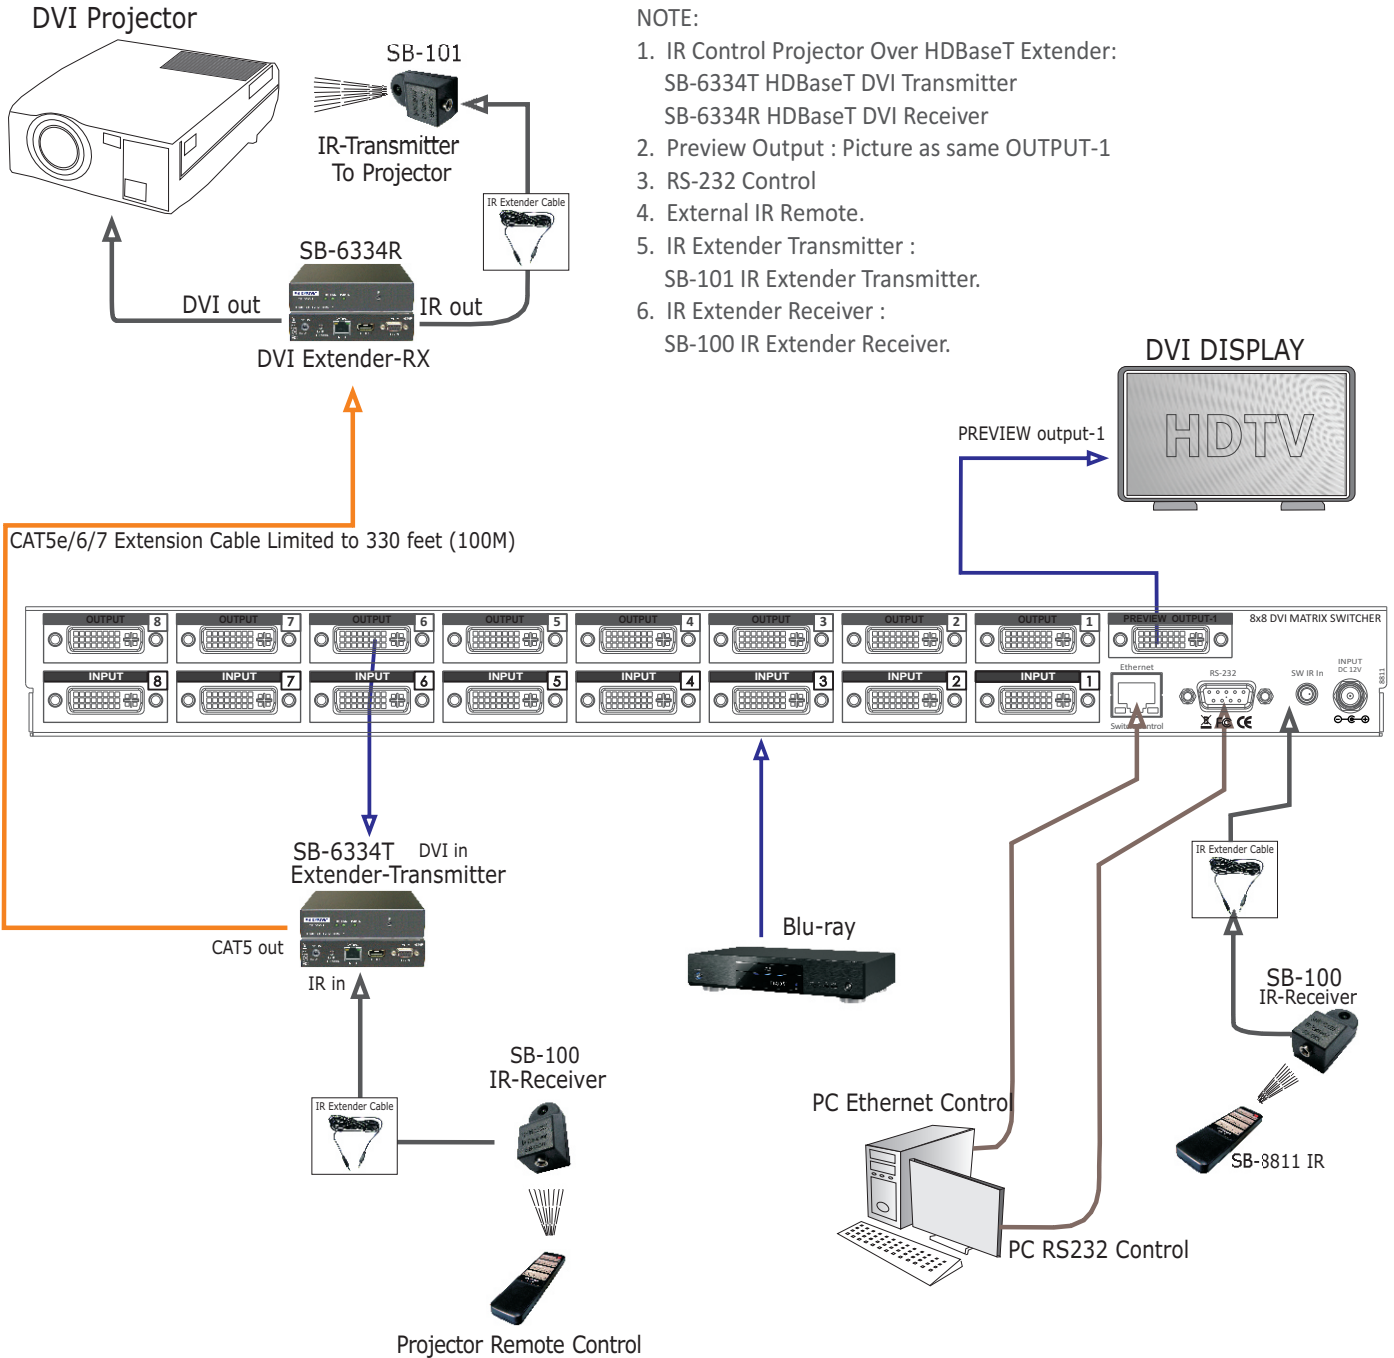 DVI Projector
SB-101
IR-Transmitter
To Projector
IR Extender Cable
SB-6334R
DVI out
IR out
DVI Extender-RX
NOTE:
1. IR Control Projector Over HDBaseT Extender:
SB-6334T HDBaseT DVI Transmitter
SB-6334R HDBaseT DVI Receiver
2. Preview Output : Picture as same OUTPUT-1
3. RS-232 Control
4. External IR Remote.
5. IR Extender Transmitter :
SB-101 IR Extender Transmitter.
6. IR Extender Receiver :
SB-100 IR Extender Receiver.
DVI DISPLAY
HDTV
PREVIEW output-1
CAT5e/6/7 Extension Cable Limited to 330 feet (100M)
OUTPUT 8
OUTPUT 7
OUTPUT 6
OUTPUT 5
OUTPUT 4
OUTPUT 3
OUTPUT 2
OUTPUT 1
PREVIEW OUTPUT-1
8x8 DVI MATRIX SWITCHER
INPUT 8
INPUT 7
INPUT 6
INPUT 5
INPUT 4
INPUT 3
INPUT 2
INPUT 1
Ethernet
Switch Control
RS-232
FC CE
SW IR In
INPUT
DC 12V
8811
SB-6334T DVI in
Extender-Transmitter
CAT5 out
IR in
IR Extender Cable
SB-100
IR-Receiver
Projector Remote Control
Blu-ray
PC Ethernet Control
PC RS232 Control
IR Extender Cable
SB-100
IR-Receiver
SB-8811 IR